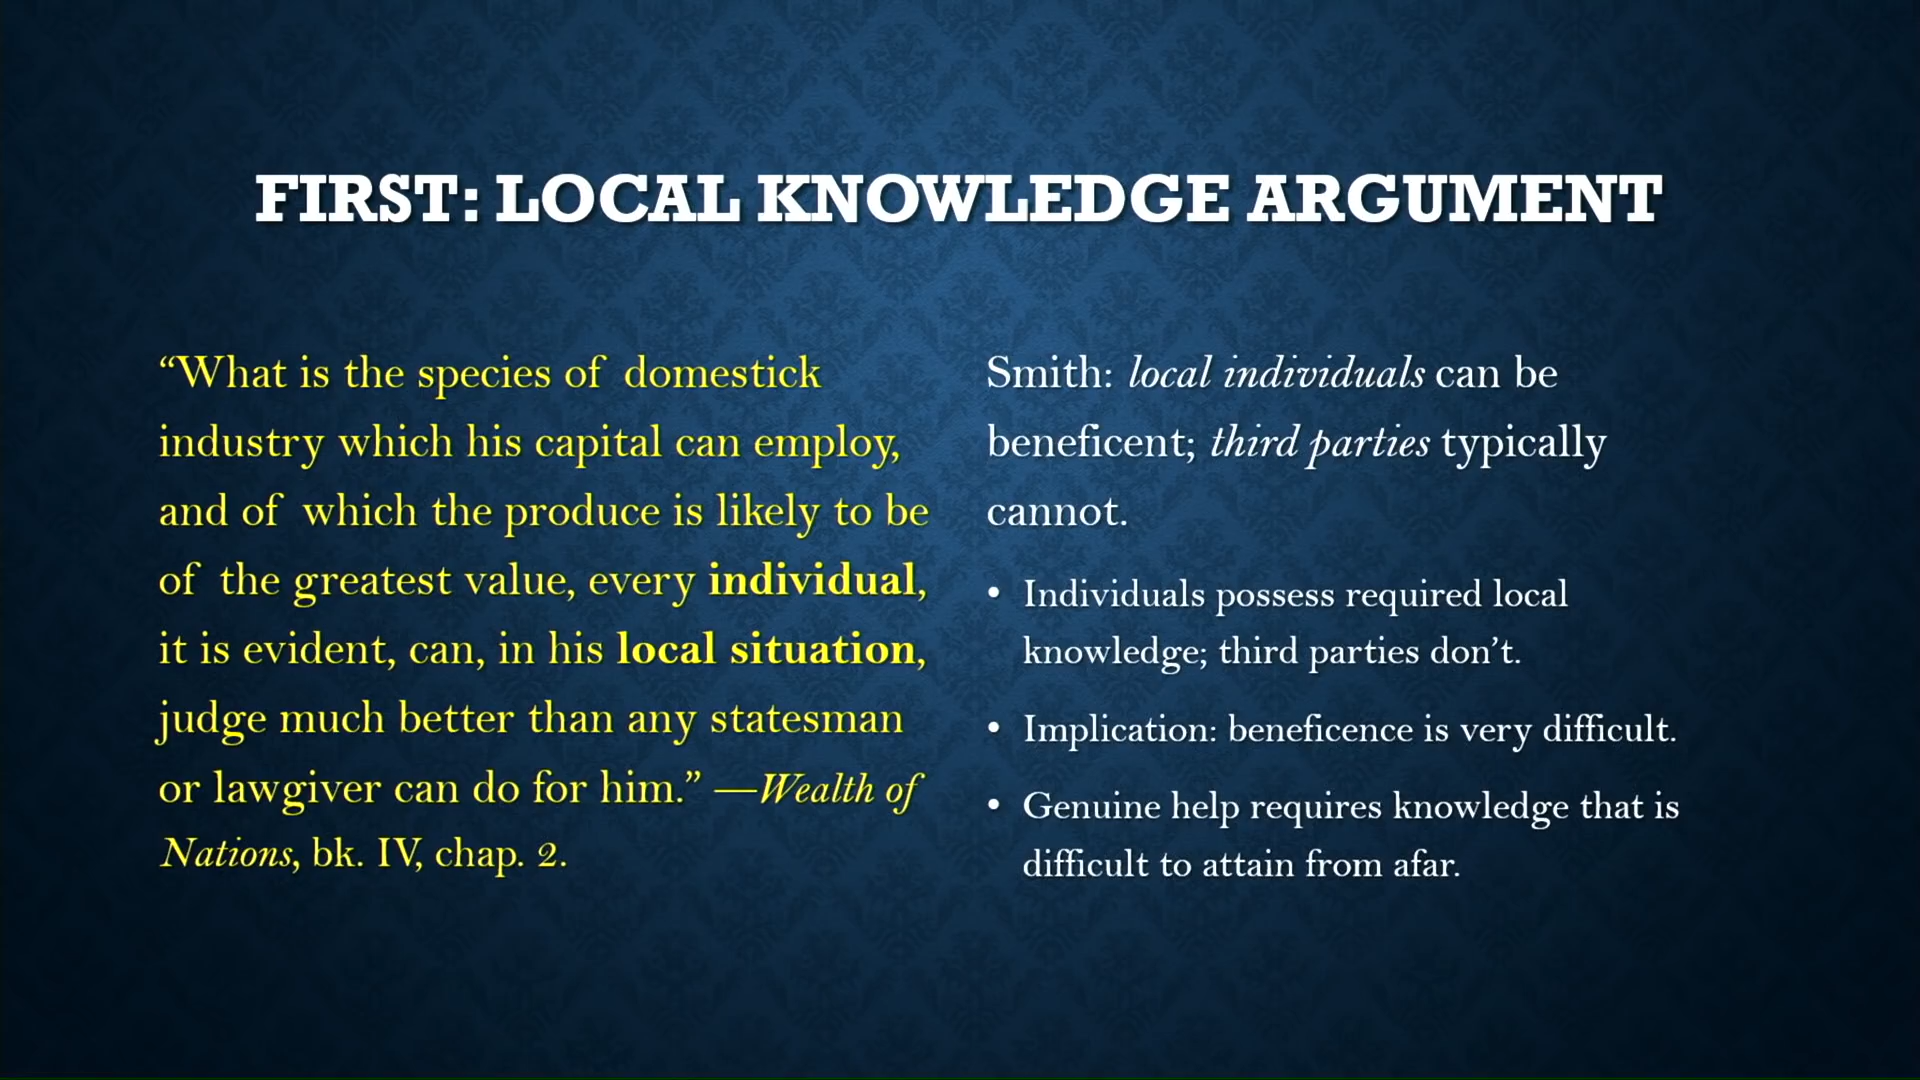 FIRST: LOCAL KNOWLEDGE ARGUMENT
“What is the species of domestick
industry which his capital can employ,
and of which the produce is likely to be
of the greatest value, every individual,
it is evident, can, in his local situation,
judge much better than any statesman
or lawgiver can do for him.” —Wealth of
Nations, bk. IV, chap. 2.
Smith: local individuals can be
beneficent; third parties typically
cannot.
• Individuals possess required local
knowledge; third parties don’t.
• Implication: beneficence is very difficult.
• Genuine help requires knowledge that is
difficult to attain from afar.